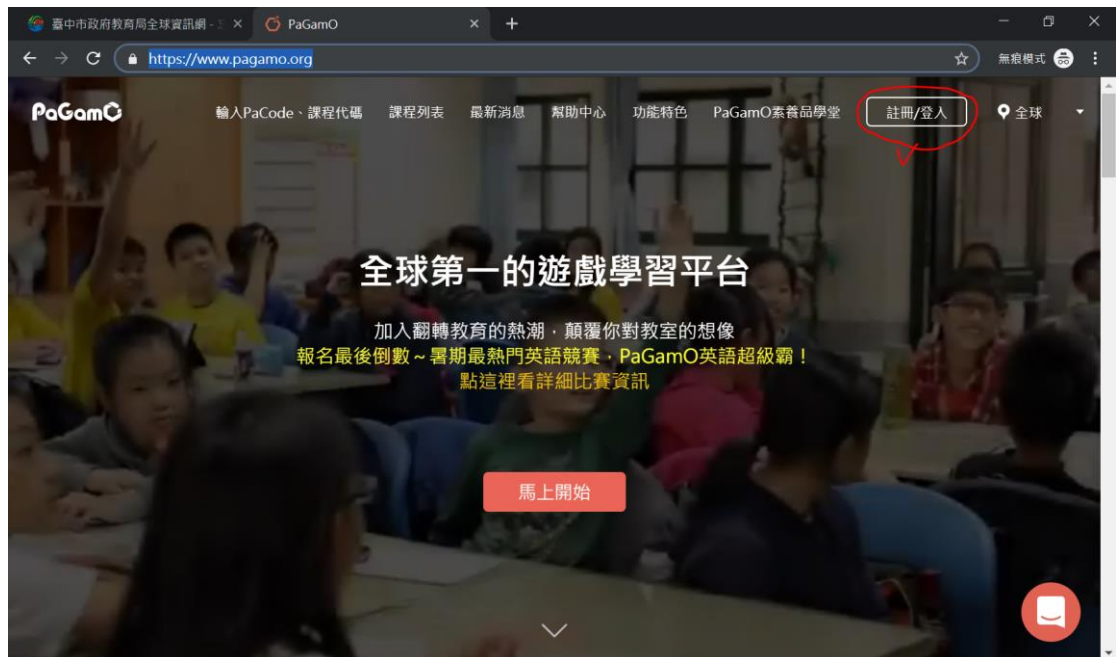 臺中市政府教育局全球資訊網 -
PaGamO
https://www.pagamo.org
無痕模式
PaGamO
輸入PaCode、課程代碼
課程列表
最新消息
幫助中心
功能特色
PaGamO素養品學堂
註冊/登入
全球
全球第一的遊戲學習平台
加入翻轉教育的熱潮，顛覆你對教室的想像
報名最後倒數～暑期最熱門英語競賽，PaGamO英語超級霸！
點這裡看詳細比賽資訊
馬上開始